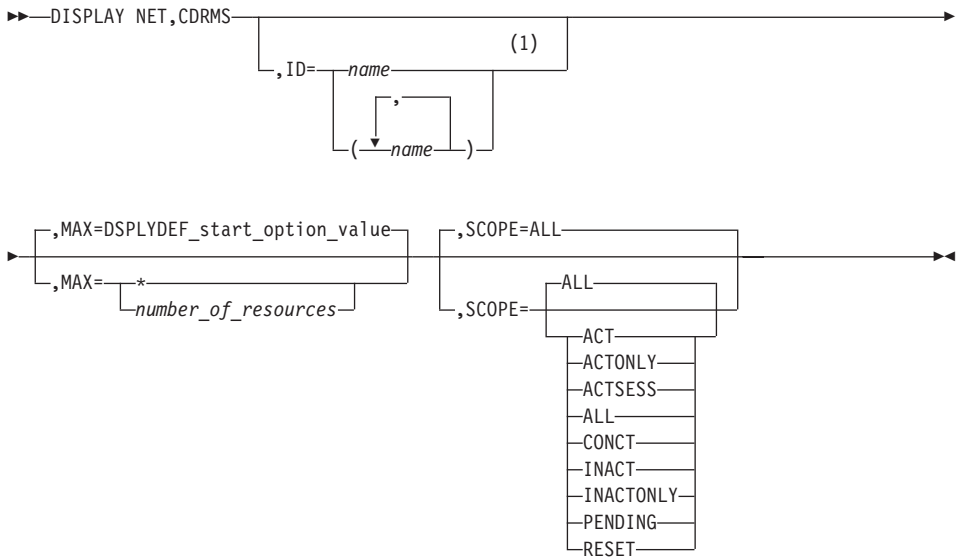 DISPLAY NET,CDRMS
(1)
,ID= name
,
( name )
,MAX=DSPLYDEF_start_option_value ,SCOPE=ALL
,MAX= * ALL
number_of_resources ,SCOPE=
ACT
ACTONLY
ACTSESS
ALL
CONCT
INACT
INACTONLY
PENDING
RESET